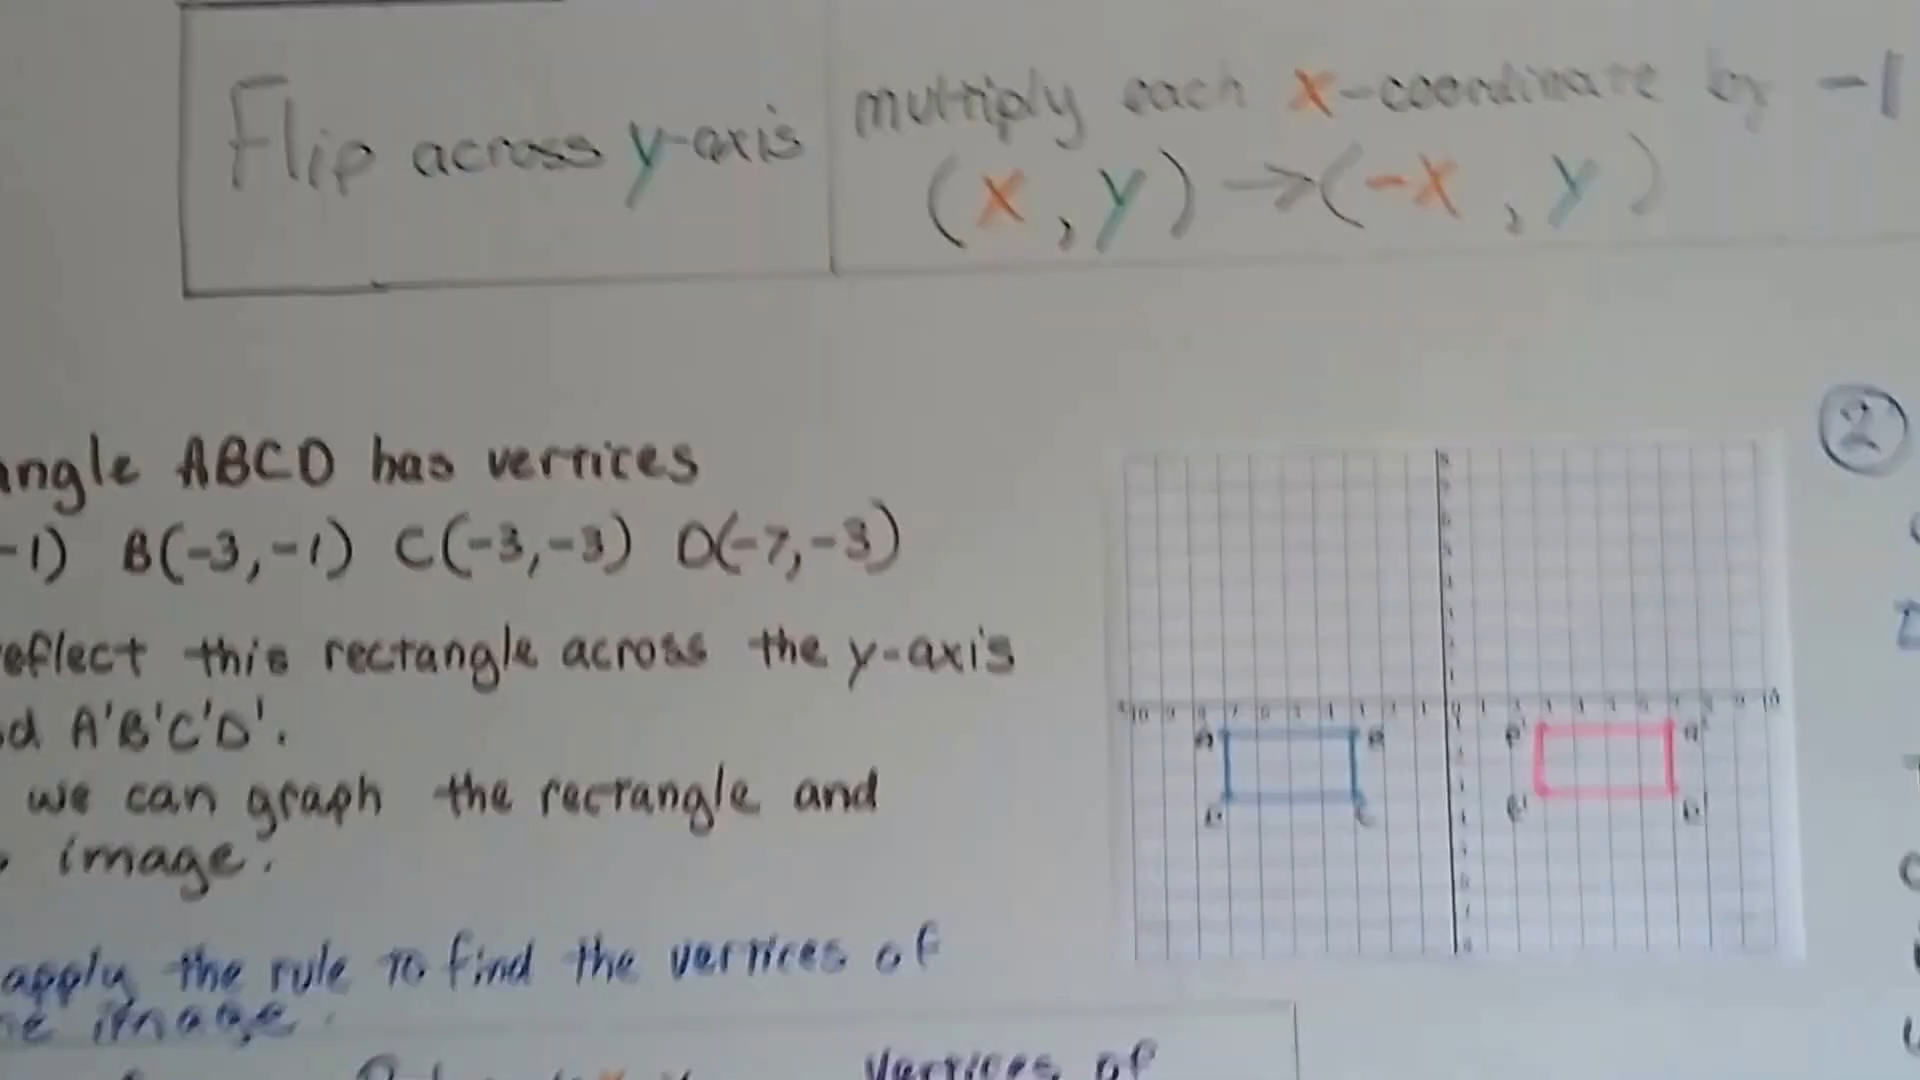 Flip across y-axis
multiply each x-coordinate by -1
(x, y) → (-x, y)
angle ABCD has vertices
-1) B(-3,-1) C(-3,-3) D(-7,-3)
eflect this rectangle across the y-axis
d A'B'C'D'.
we can graph the rectangle and
image.
apply the rule to find the vertices of
image.
vertices of
2
A B B' A'
D C C' D'